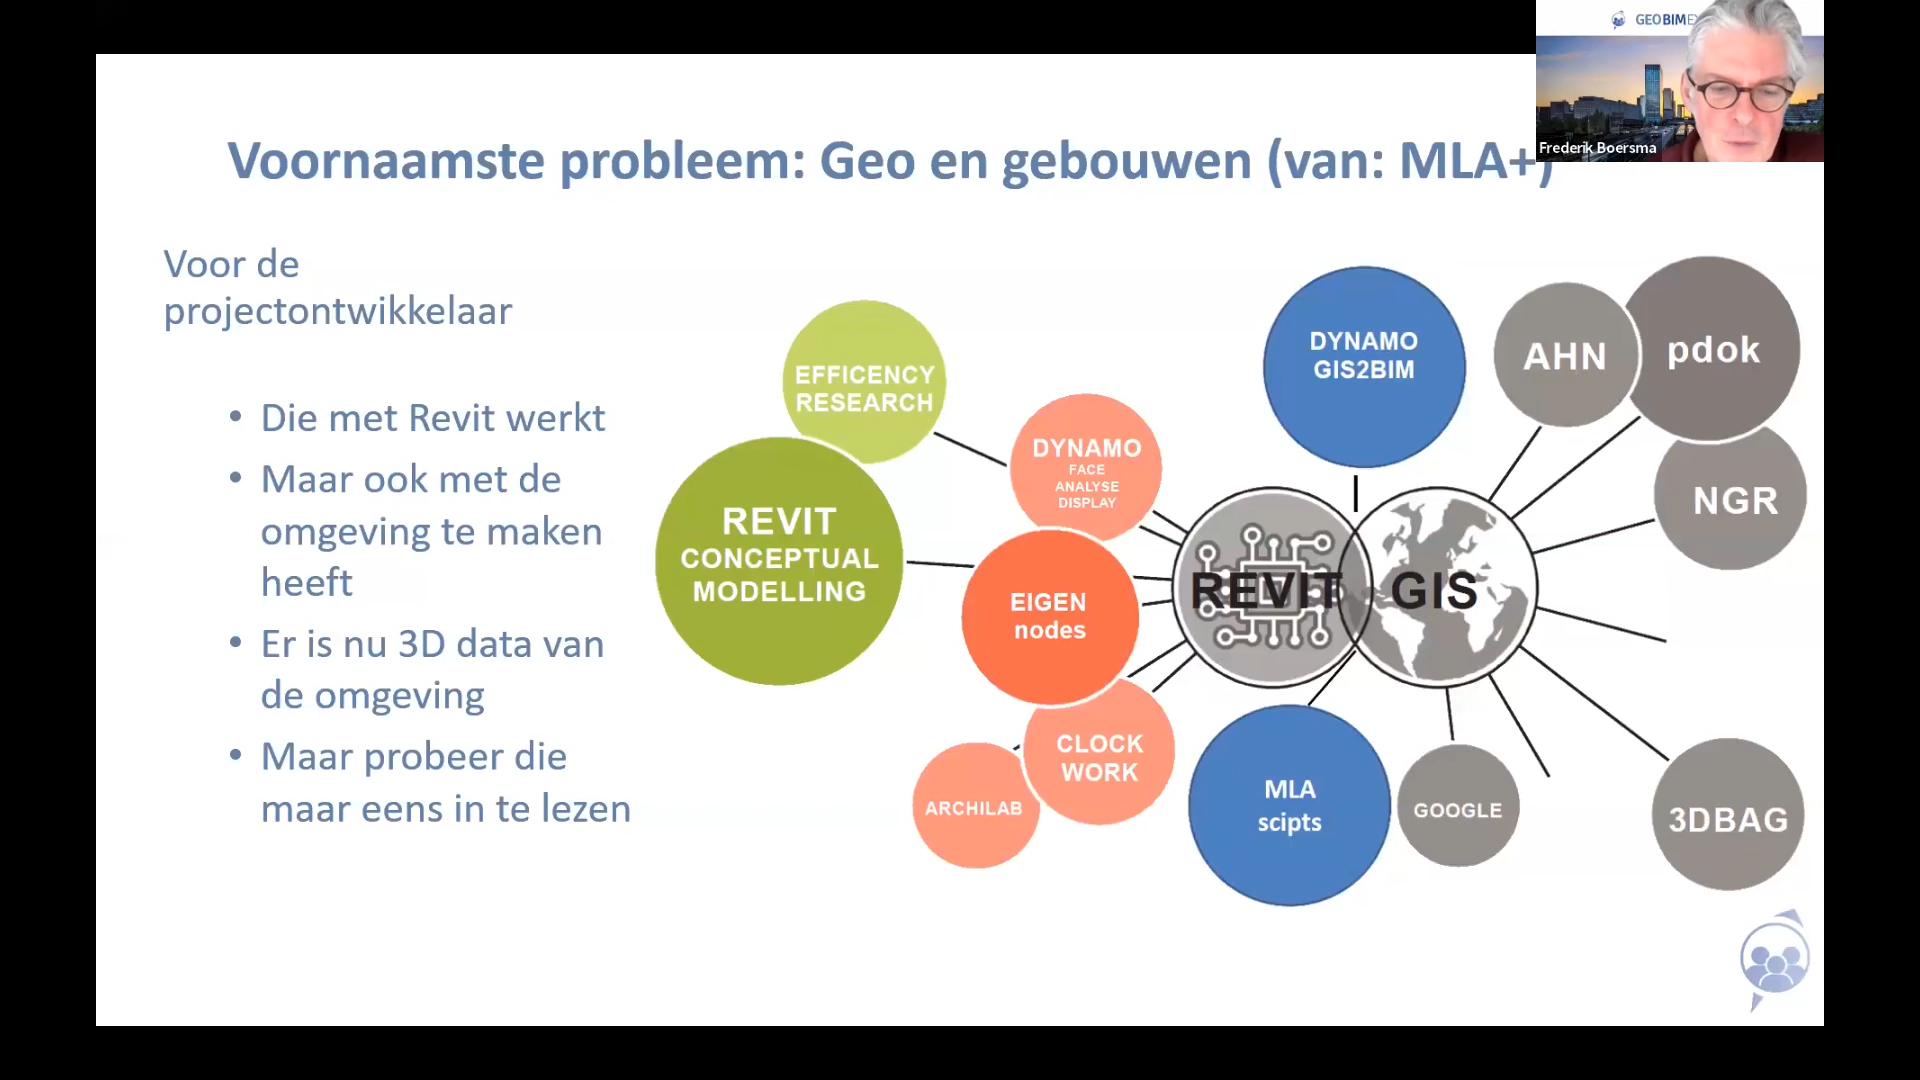 GEOBIME
Frederik Boersma
Voornaamste probleem: Geo en gebouwen (van: MLA+)
Voor de
projectontwikkelaar
• Die met Revit werkt
• Maar ook met de
omgeving te maken
heeft
• Er is nu 3D data van
de omgeving
• Maar probeer die
maar eens in te lezen
EFFICENCY
RESEARCH
REVIT
CONCEPTUAL
MODELLING
DYNAMO
FACE
ANALYSE
DISPLAY
EIGEN
nodes
CLOCK
WORK
ARCHILAB
DYNAMO
GIS2BIM
REVIT
GIS
MLA
scipts
GOOGLE
AHN
pdok
NGR
3DBAG